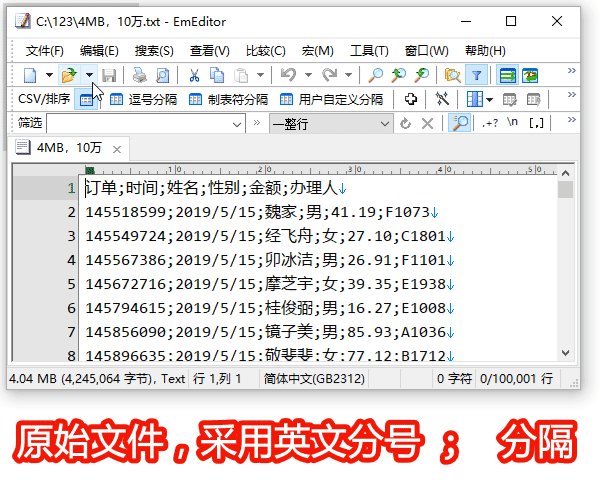 C:\123\4MB，10万.txt - EmEditor
文件(F) 编辑(E) 搜索(S) 查看(V) 比较(C) 宏(M) 工具(T) 窗口(W) 帮助(H)
CSV/排序 逗号分隔 制表符分隔 用户自定义分隔
筛选 一整行 .+? \n [,]
4MB，10万
0 10 20 30 40 50
1 订单;时间;姓名;性别;金额;办理人↓
2 145518599;2019/5/15;魏家;男;41.19;F1073↓
3 145549724;2019/5/15;经飞舟;女;27.10;C1801↓
4 145567386;2019/5/15;卯冰洁;男;26.91;F1101↓
5 145672716;2019/5/15;摩芝宇;女;39.35;E1938↓
6 145794615;2019/5/15;桂俊弼;男;16.27;E1008↓
7 145856090;2019/5/15;镜子美;男;85.93;A1036↓
8 145896635;2019/5/15;敬斐斐;女;77.12;B1712
4.04 MB (4,245,064 字节)，Text 行 1,列 1 简体中文(GB2312) 0 字符 0/100,001 行
原始文件，采用英文分号 ； 分隔